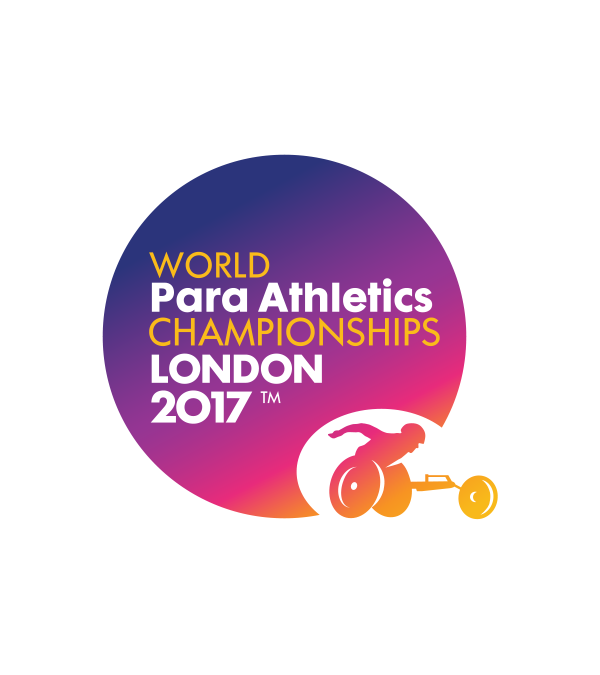 WORLD
Para Athletics
CHAMPIONSHIPS
LONDON
2017 ™